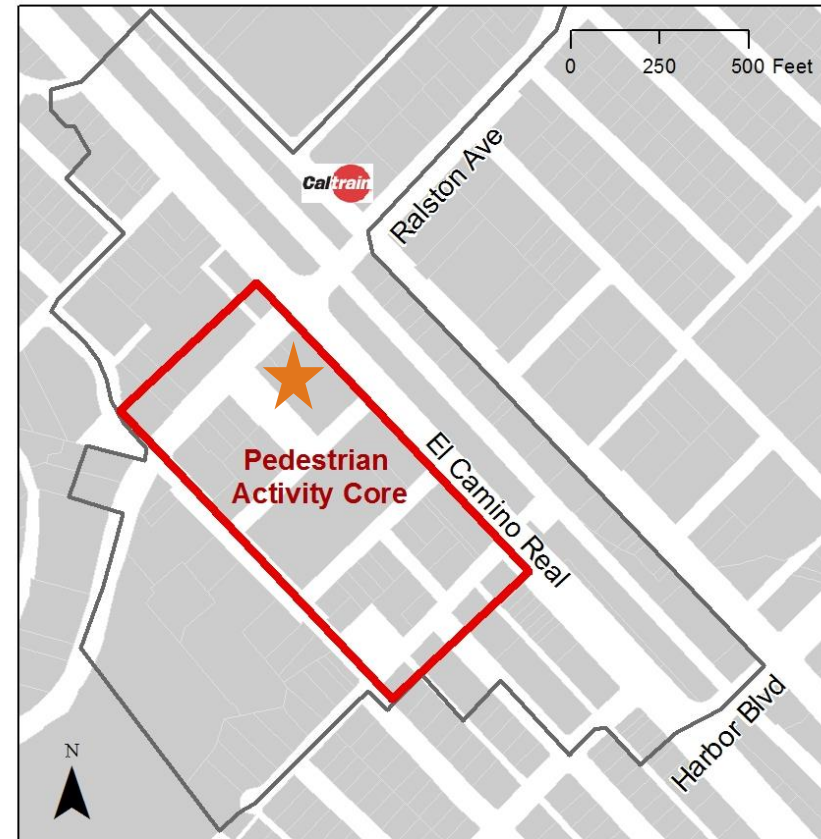 0 250 500 Feet
Caltrain
Ralston Ave
Pedestrian
Activity Core
El Camino Real
Harbor Blvd
N